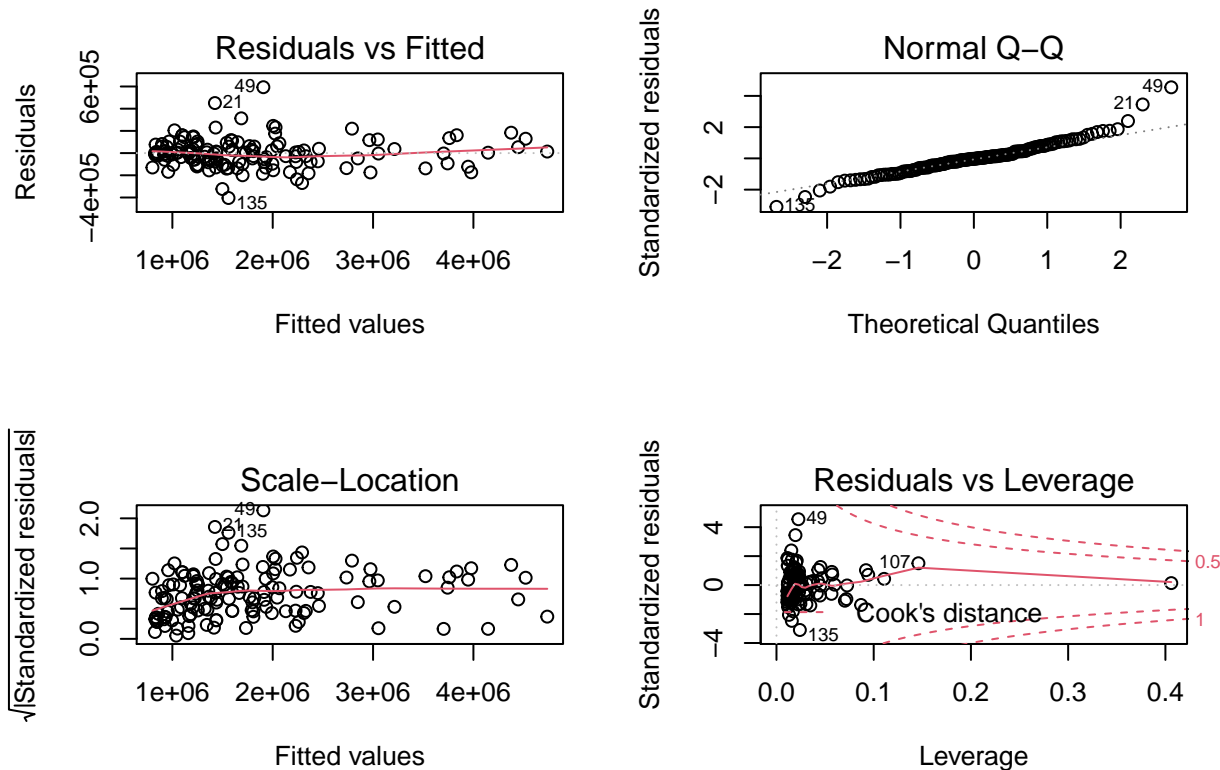 Residuals vs Fitted
Residuals
6e+05
−4e+05
49
21
135
1e+06 2e+06 3e+06 4e+06
Fitted values
Normal Q−Q
Standardized residuals
2
−2
49
21
135
−2 −1 0 1 2
Theoretical Quantiles
Scale−Location
√|Standardized residuals|
2.0
1.0
0.0
49
21
135
1e+06 2e+06 3e+06 4e+06
Fitted values
Residuals vs Leverage
Standardized residuals
4
0
−4
49
107
135
Cook's distance
0.5
1
0.0 0.1 0.2 0.3 0.4
Leverage